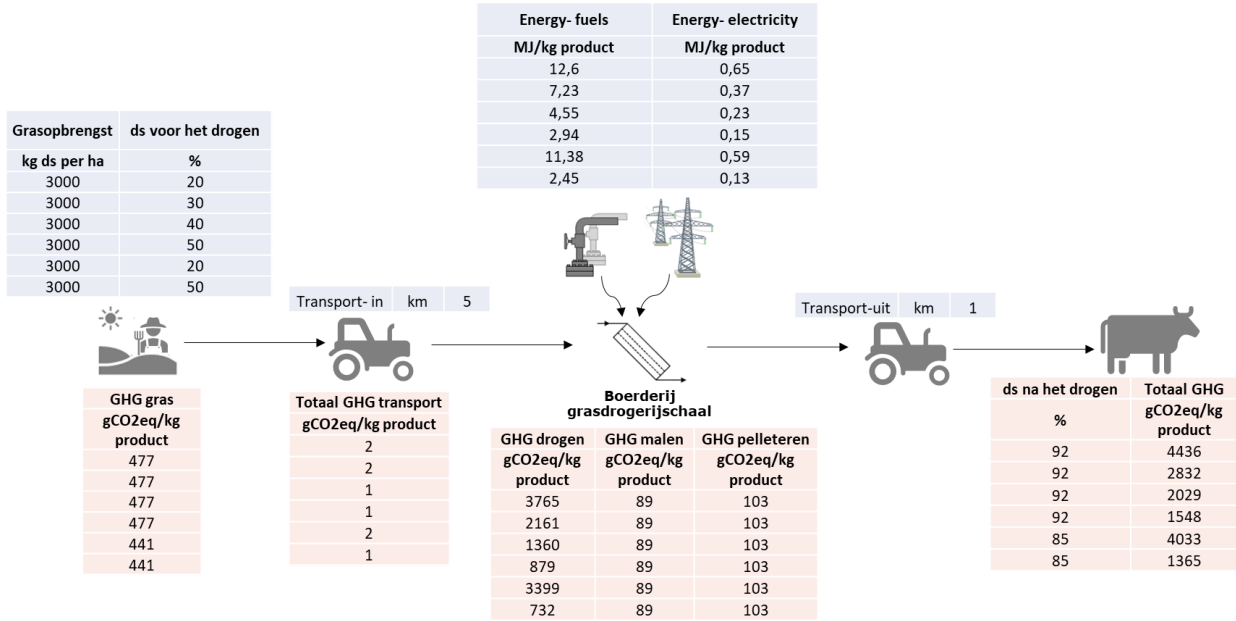 Energy- fuels Energy- electricity
MJ/kg product MJ/kg product
12,6 0,65
7,23 0,37
4,55 0,23
2,94 0,15
11,38 0,59
2,45 0,13
Grasopbrengst ds voor het drogen
kg ds per ha %
3000 20
3000 30
3000 40
3000 50
3000 20
3000 50
Transport- in km 5
Transport-uit km 1
Boerderij
grasdrogerijschaal
GHG gras
gCO2eq/kg
product
477
477
477
477
441
441
Totaal GHG transport
gCO2eq/kg product
2
2
1
1
2
1
GHG drogen GHG malen GHG pelleteren
gCO2eq/kg gCO2eq/kg gCO2eq/kg
product product product
3765 89 103
2161 89 103
1360 89 103
879 89 103
3399 89 103
732 89 103
ds na het drogen Totaal GHG
% gCO2eq/kg
product
92 4436
92 2832
92 2029
92 1548
85 4033
85 1365